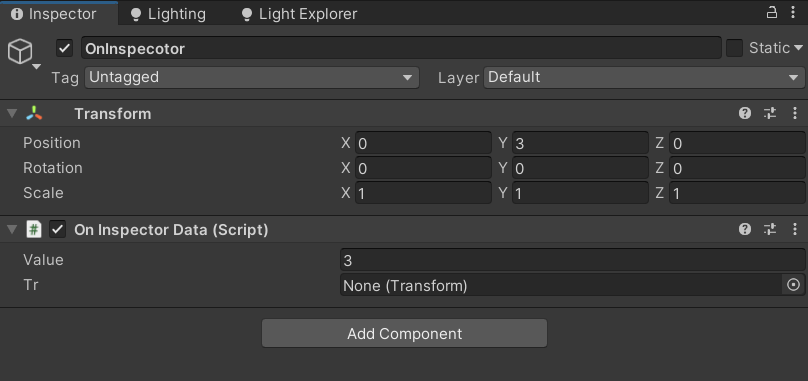 Inspector Lighting Light Explorer
OnInspecotor Static
Tag Untagged Layer Default
Transform
Position X 0 Y 3 Z 0
Rotation X 0 Y 0 Z 0
Scale X 1 Y 1 Z 1
# On Inspector Data (Script)
Value 3
Tr None (Transform)
Add Component